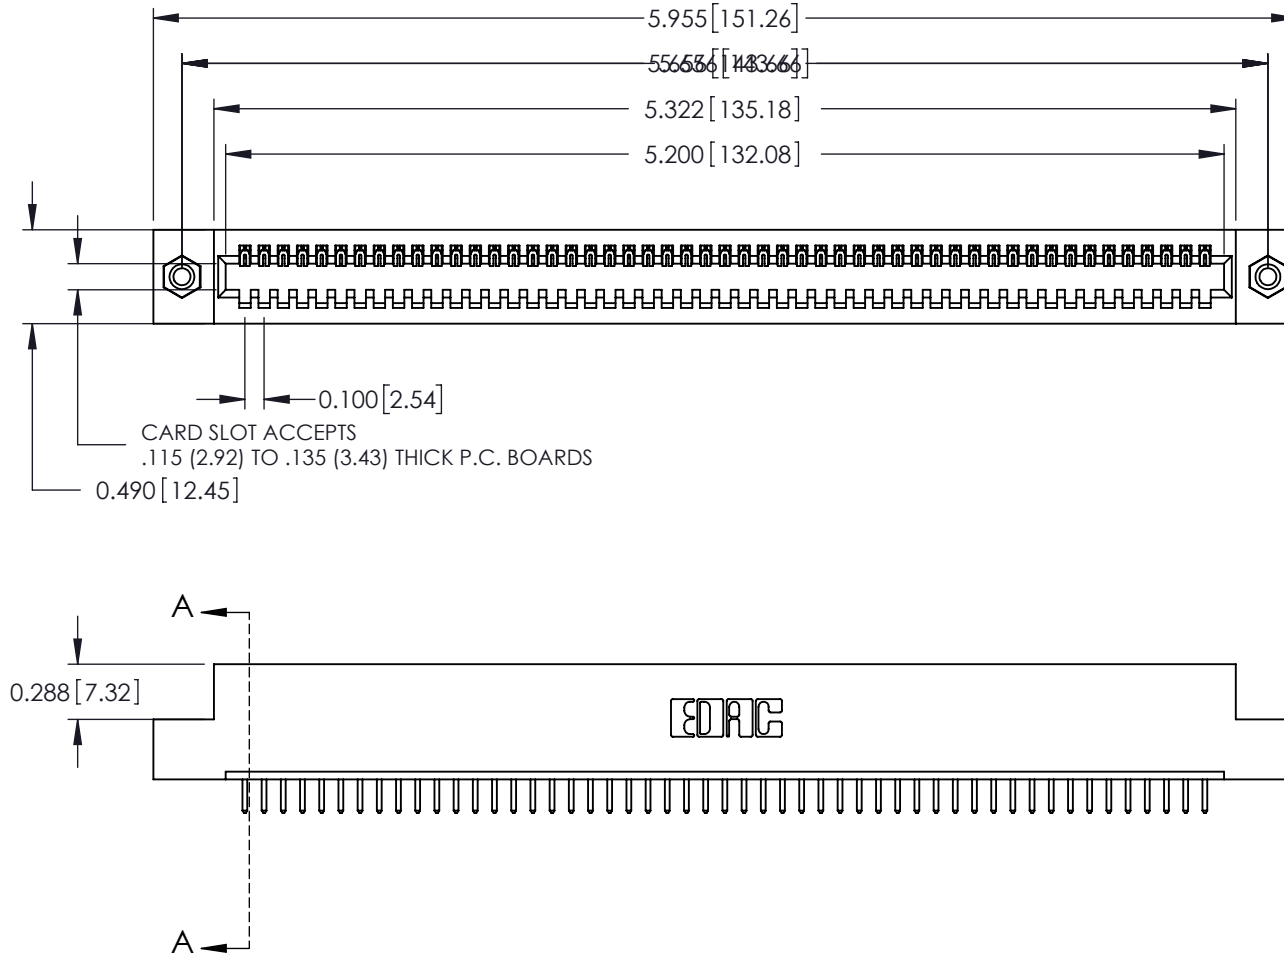 5.955[151.26]
5.322[135.18]
5.200[132.08]
0.100[2.54]
CARD SLOT ACCEPTS
.115 (2.92) TO .135 (3.43) THICK P.C. BOARDS
0.490[12.45]
A
0.288[7.32]
EDAC
A